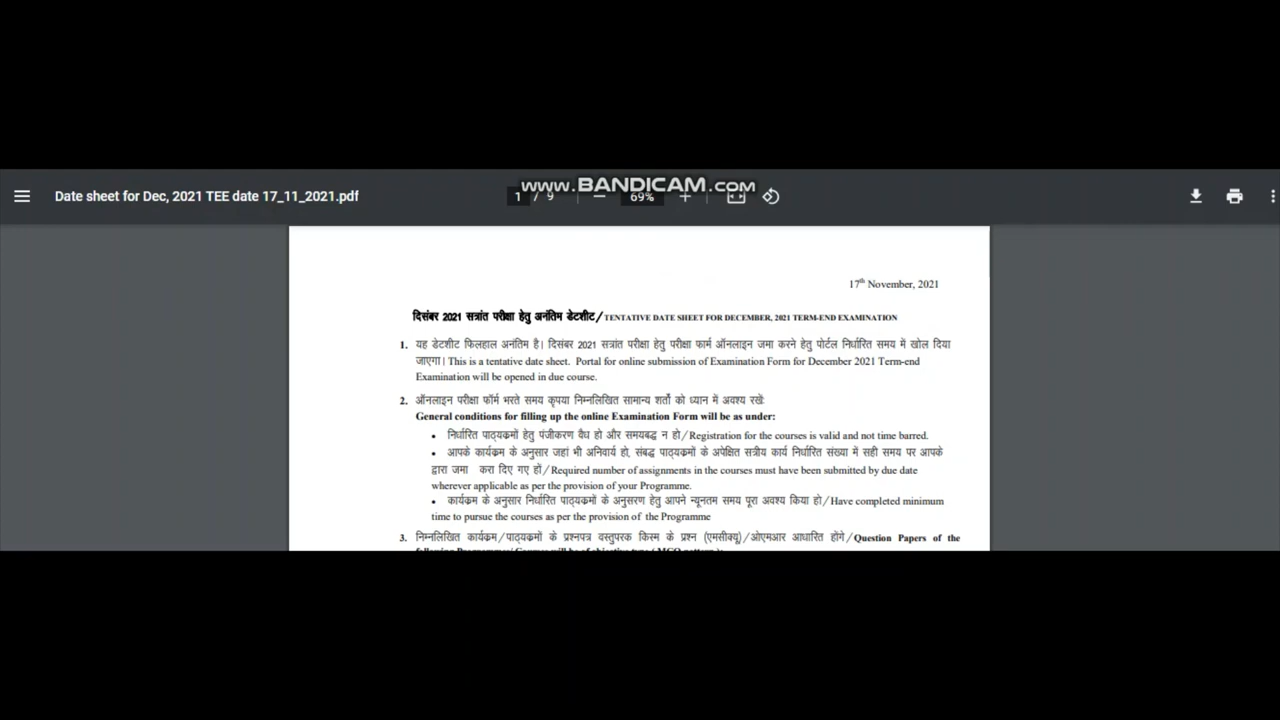 www.BANDICAM.com
Date sheet for Dec, 2021 TEE date 17_11_2021.pdf 1 / 9 69%
17th November, 2021
दिसंबर 2021 सत्रांत परीक्षा हेतु अनंतिम डेटशीट/TENTATIVE DATE SHEET FOR DECEMBER, 2021 TERM-END EXAMINATION
1. यह डेटशीट फिलहाल अनंतिम है। दिसंबर 2021 सत्रांत परीक्षा हेतु परीक्षा फार्म ऑनलाइन जमा करने हेतु पोर्टल निर्धारित समय में खोल दिया
जाएगा। This is a tentative date sheet. Portal for online submission of Examination Form for December 2021 Term-end
Examination will be opened in due course.
2. ऑनलाइन परीक्षा फॉर्म भरते समय कृपया निम्नलिखित सामान्य शर्तों को ध्यान में अवश्य रखें:
General conditions for filling up the online Examination Form will be as under:
• निर्धारित पाठ्यक्रमों हेतु पंजीकरण वैध हो और समयबद्ध न हो/Registration for the courses is valid and not time barred.
• आपके कार्यक्रम के अनुसार जहां भी अनिवार्य हो, संबद्ध पाठ्यक्रमों के अपेक्षित सत्रीय कार्य निर्धारित संख्या में सही समय पर आपके
द्वारा जमा करा दिए गए हों/Required number of assignments in the courses must have been submitted by due date
wherever applicable as per the provision of your Programme.
• कार्यक्रम के अनुसार निर्धारित पाठ्यक्रमों के अनुसरण हेतु आपने न्यूनतम समय पूरा अवश्य किया हो/Have completed minimum
time to pursue the courses as per the provision of the Programme
3. निम्नलिखित कार्यक्रम/पाठ्यक्रमों के प्रश्नपत्र वस्तुपरक किस्म के प्रश्न (एमसीक्यू)/ओएमआर आधारित होंगे/Question Papers of the
following Programmes/ Courses will be of objective type ( MCQ pattern ):